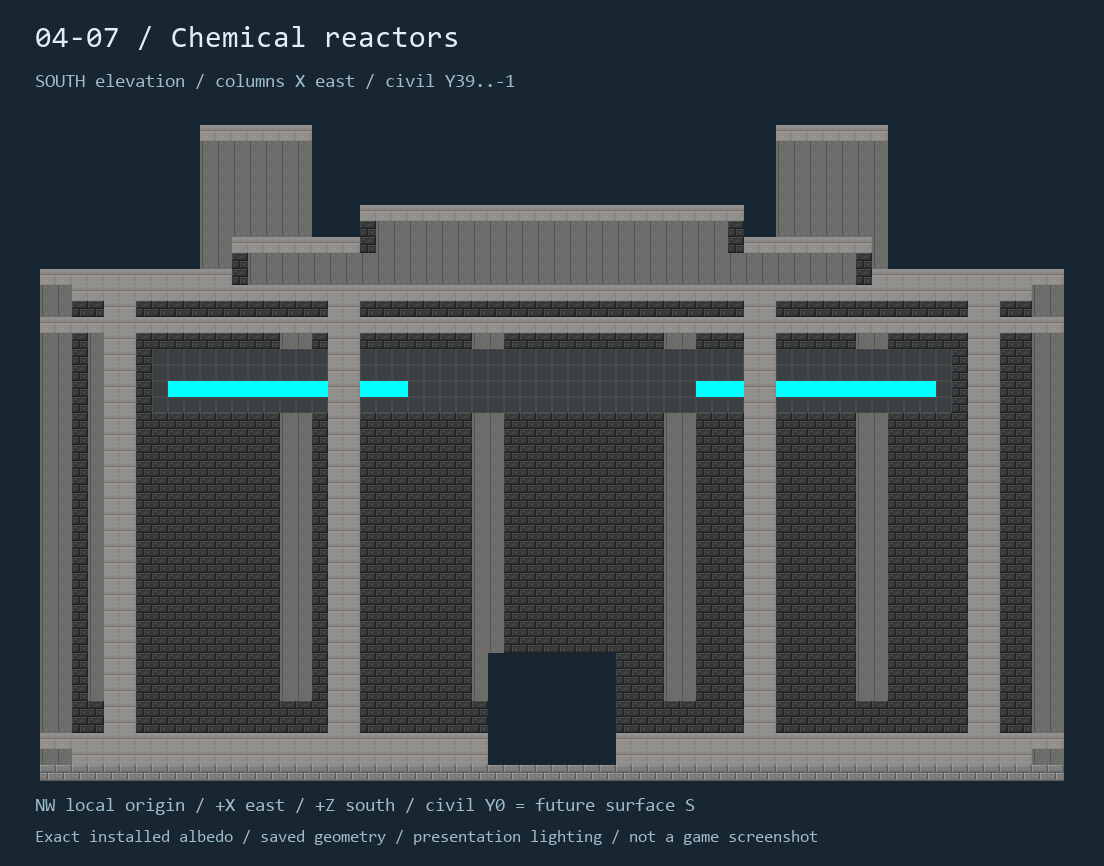 04-07 / Chemical reactors
SOUTH elevation / columns X east / civil Y39..-1
NW local origin / +X east / +Z south / civil Y0 = future surface S
Exact installed albedo / saved geometry / presentation lighting / not a game screenshot